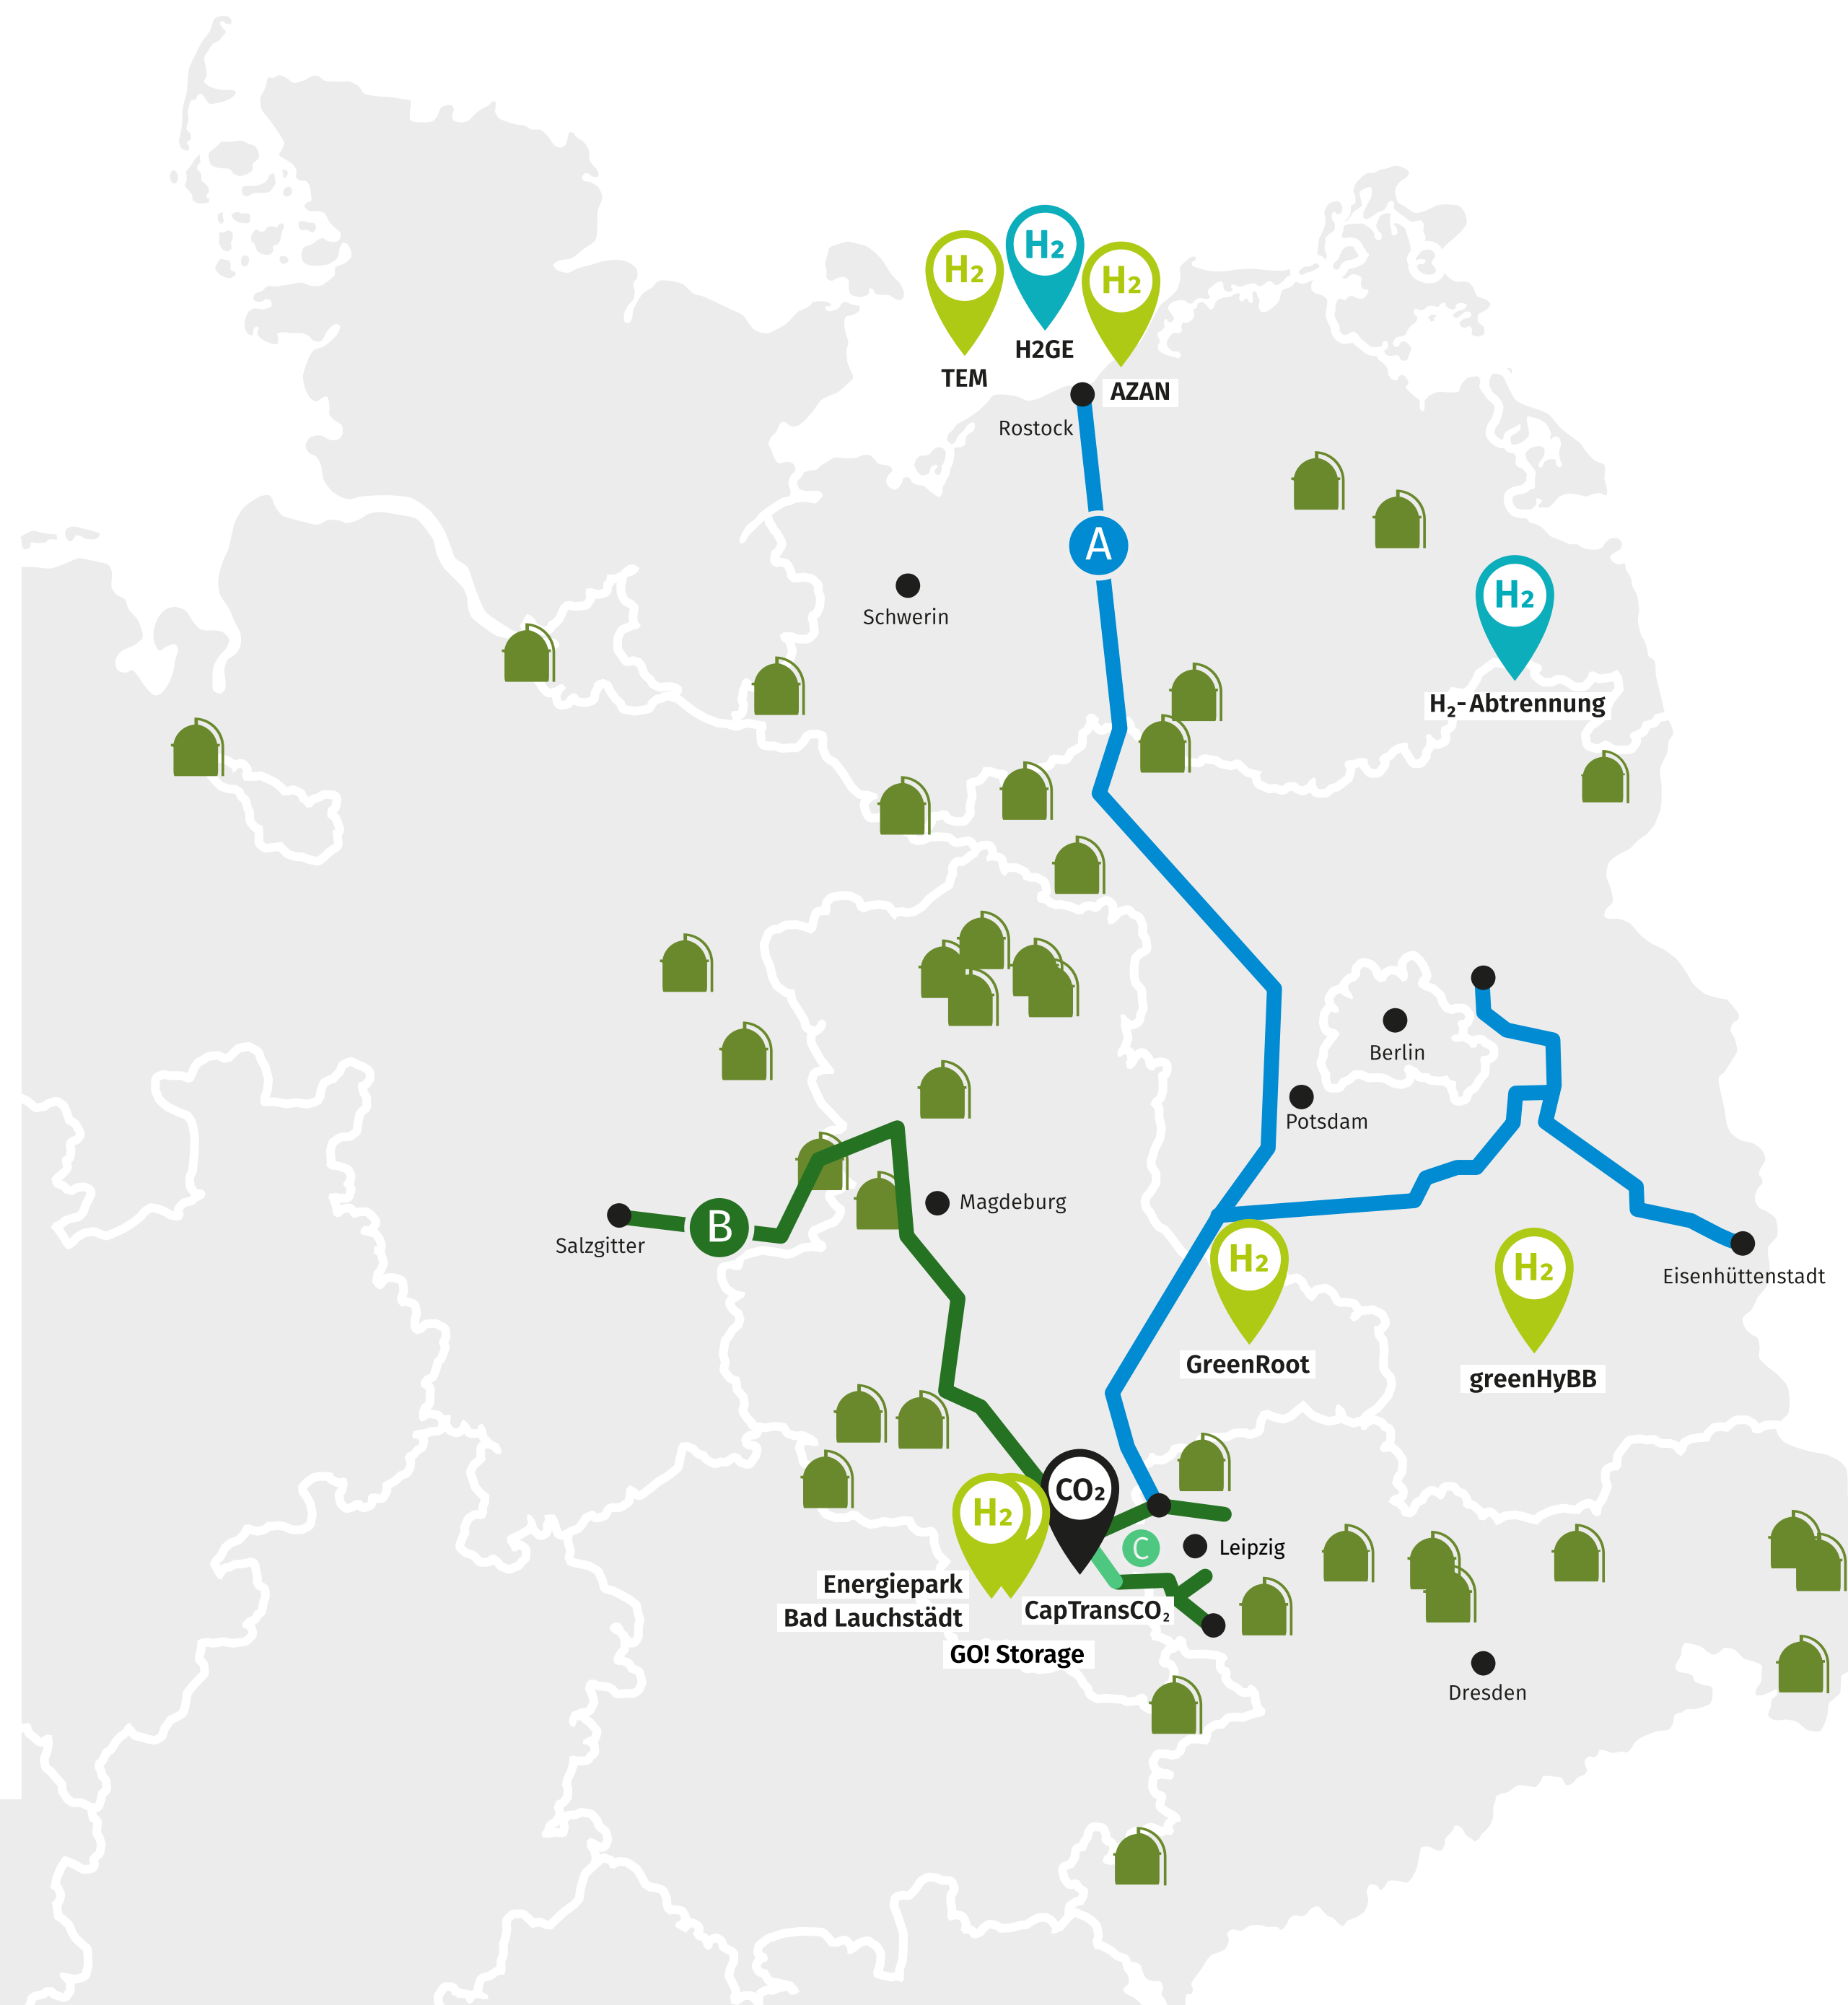 H₂
H₂
H₂
H2GE
TEM
AZAN
Rostock
A
H₂
Schwerin
H₂-Abtrennung
Berlin
Potsdam
Magdeburg
B
Salzgitter
H₂
H₂
Eisenhüttenstadt
GreenRoot
greenHyBB
CO₂
H₂
C
Leipzig
Energiepark
Bad Lauchstädt
CapTransCO₂
GO! Storage
Dresden